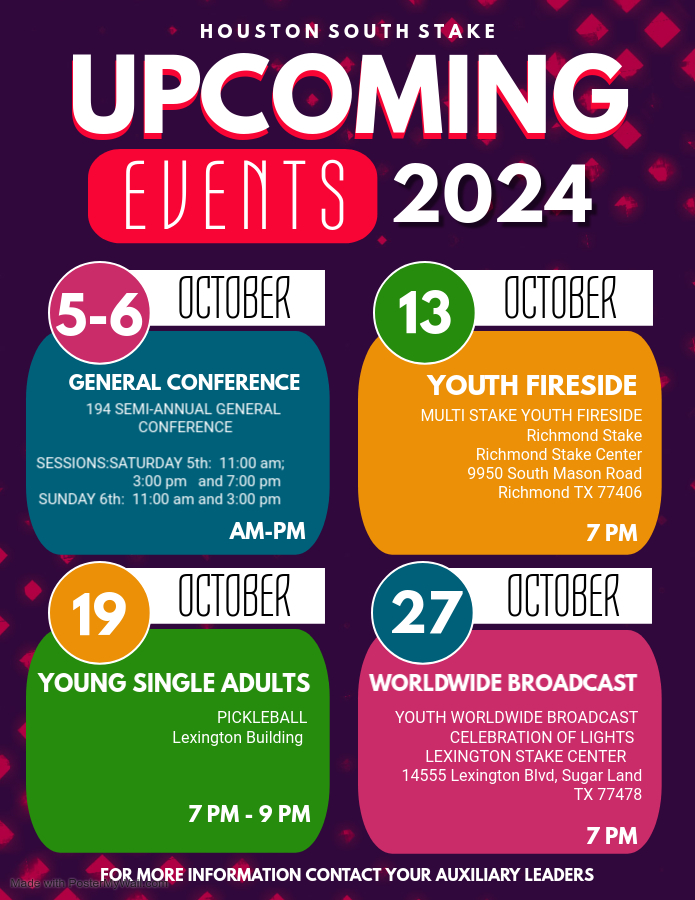 HOUSTON SOUTH STAKE
UPCOMING
EVENTS 2024
5-6 OCTOBER
GENERAL CONFERENCE
194 SEMI-ANNUAL GENERAL
CONFERENCE
SESSIONS:SATURDAY 5th: 11:00 am;
3:00 pm and 7:00 pm
SUNDAY 6th: 11:00 am and 3:00 pm
AM-PM
13 OCTOBER
YOUTH FIRESIDE
MULTI STAKE YOUTH FIRESIDE
Richmond Stake
Richmond Stake Center
9950 South Mason Road
Richmond TX 77406
7 PM
19 OCTOBER
YOUNG SINGLE ADULTS
PICKLEBALL
Lexington Building
7 PM - 9 PM
27 OCTOBER
WORLDWIDE BROADCAST
YOUTH WORLDWIDE BROADCAST
CELEBRATION OF LIGHTS
LEXINGTON STAKE CENTER
14555 Lexington Blvd, Sugar Land
TX 77478
7 PM
FOR MORE INFORMATION CONTACT YOUR AUXILIARY LEADERS
Made with PosterMyWall.com